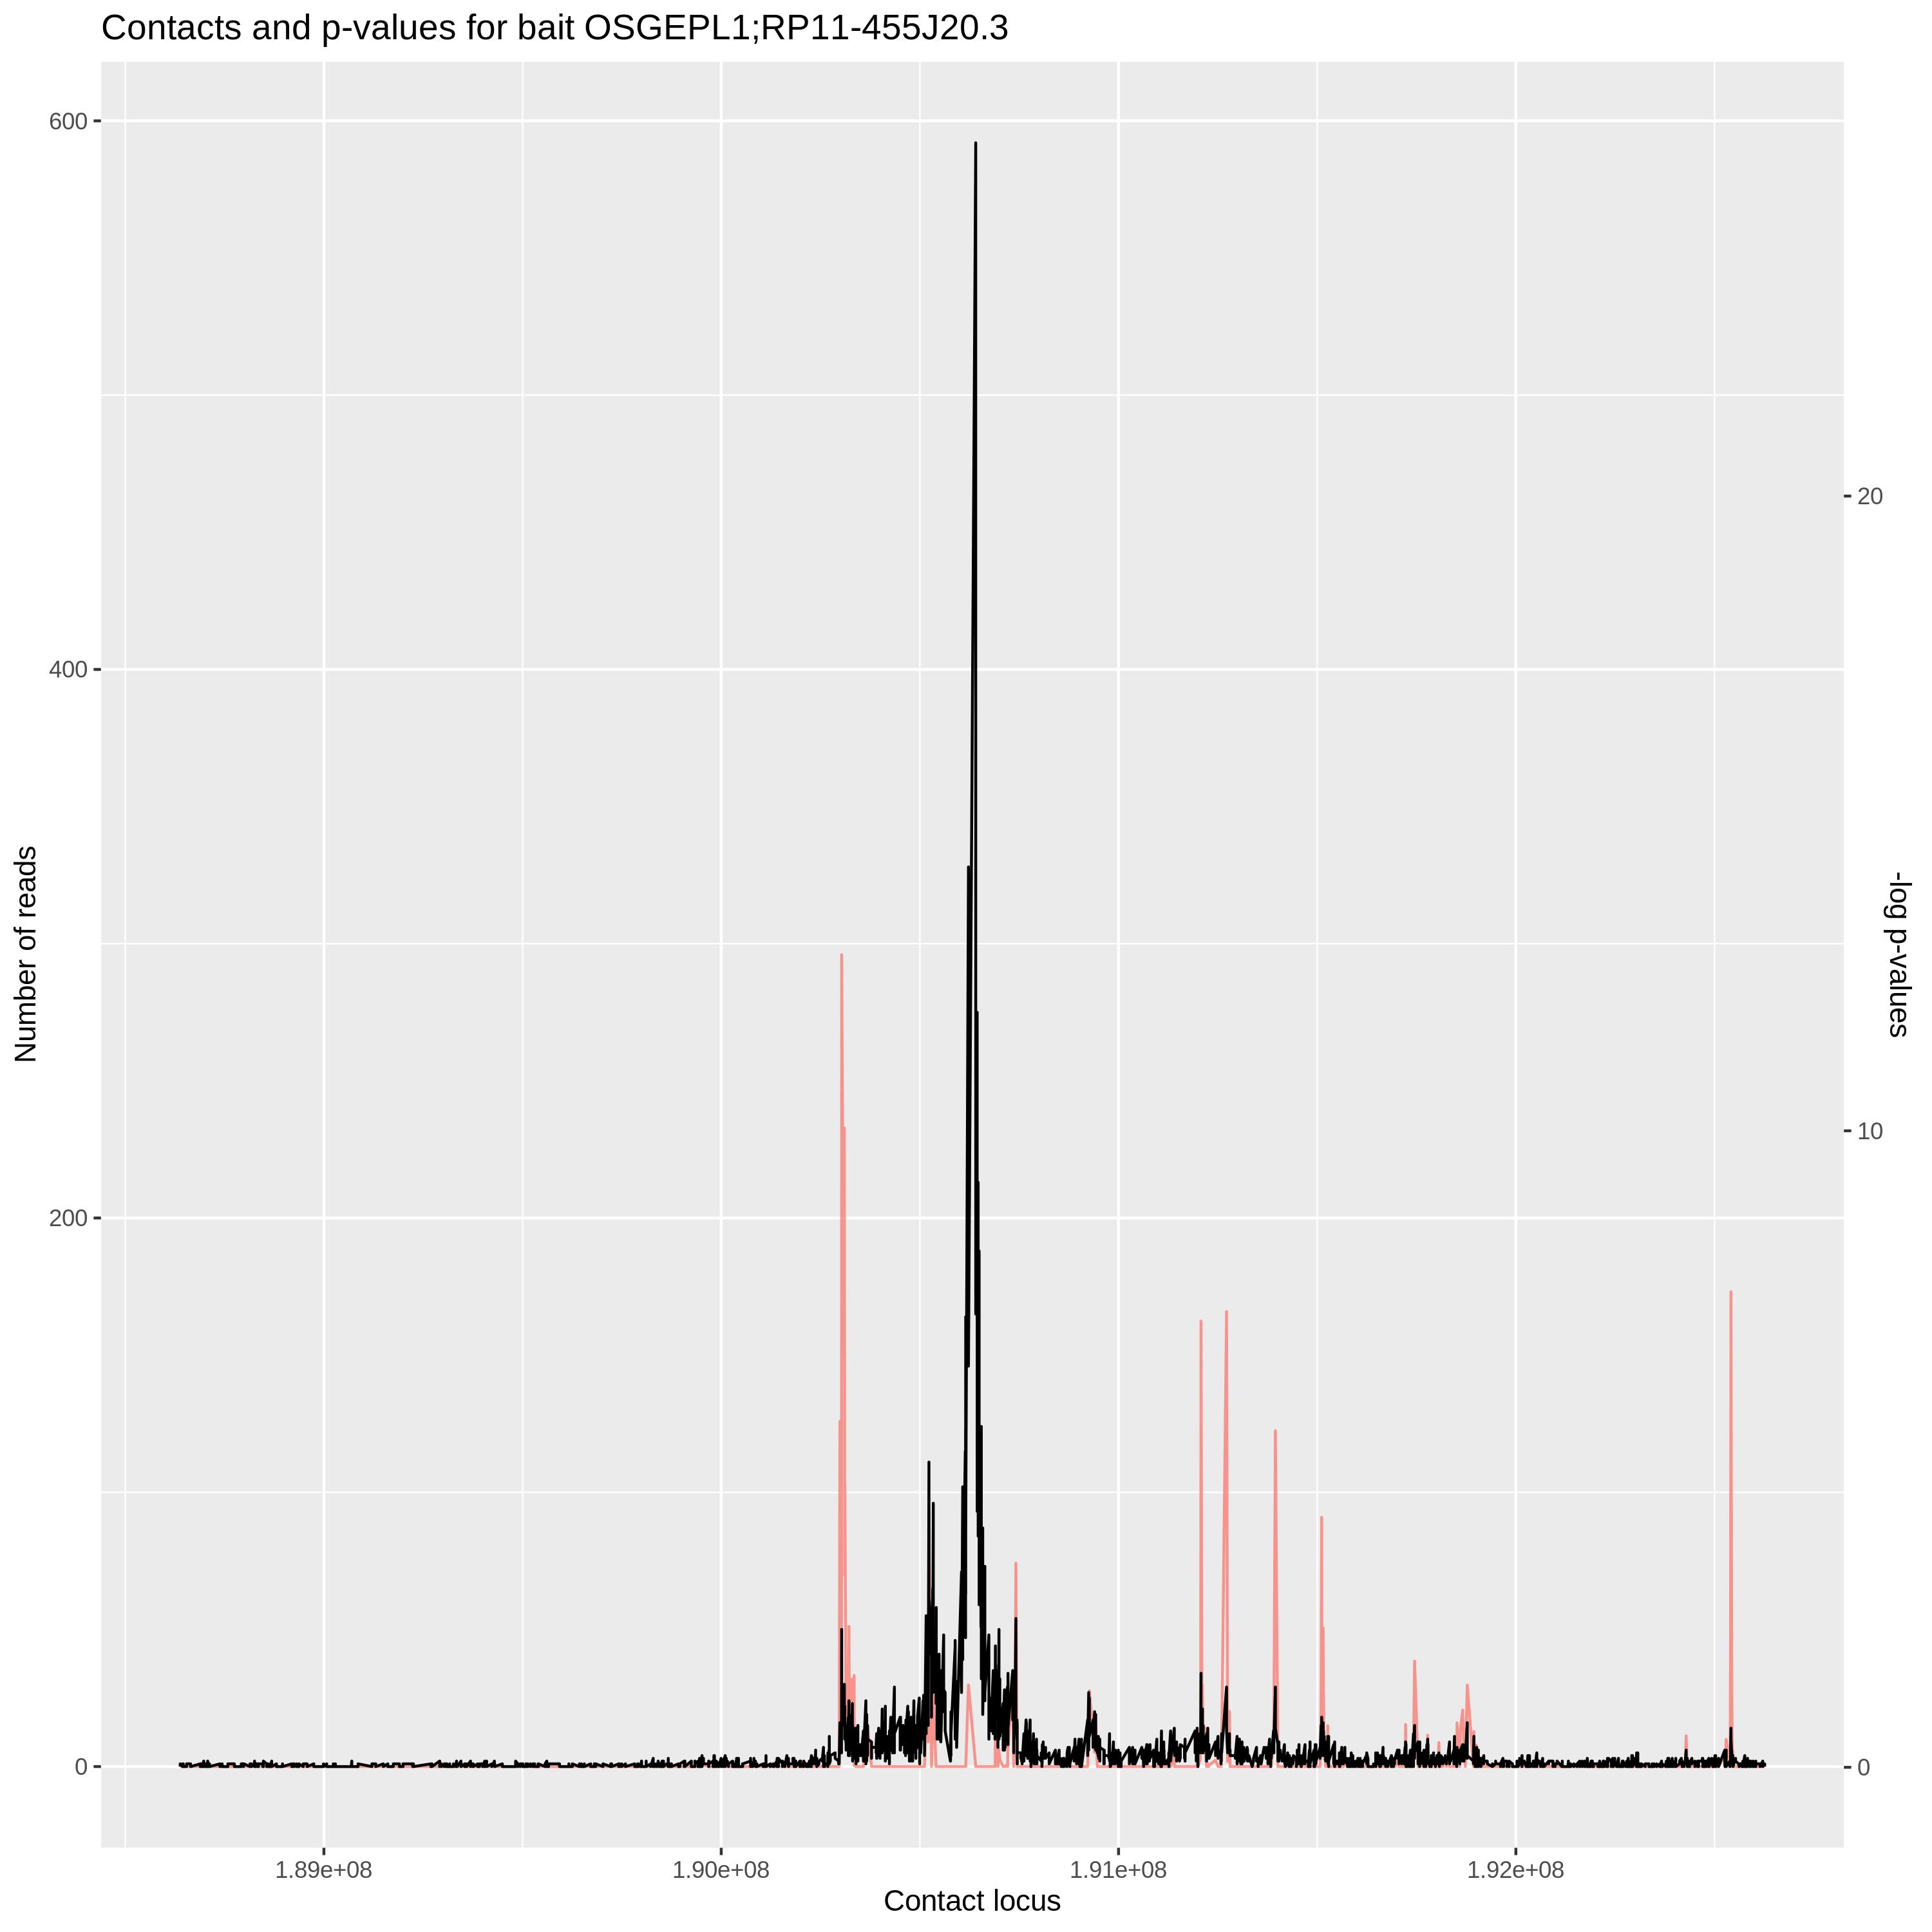 Contacts and p-values for bait OSGEPL1;RP11-455J20.3
600
400
200
0
20
10
0
Number of reads
-log p-values
1.89e+08 1.90e+08 1.91e+08 1.92e+08
Contact locus